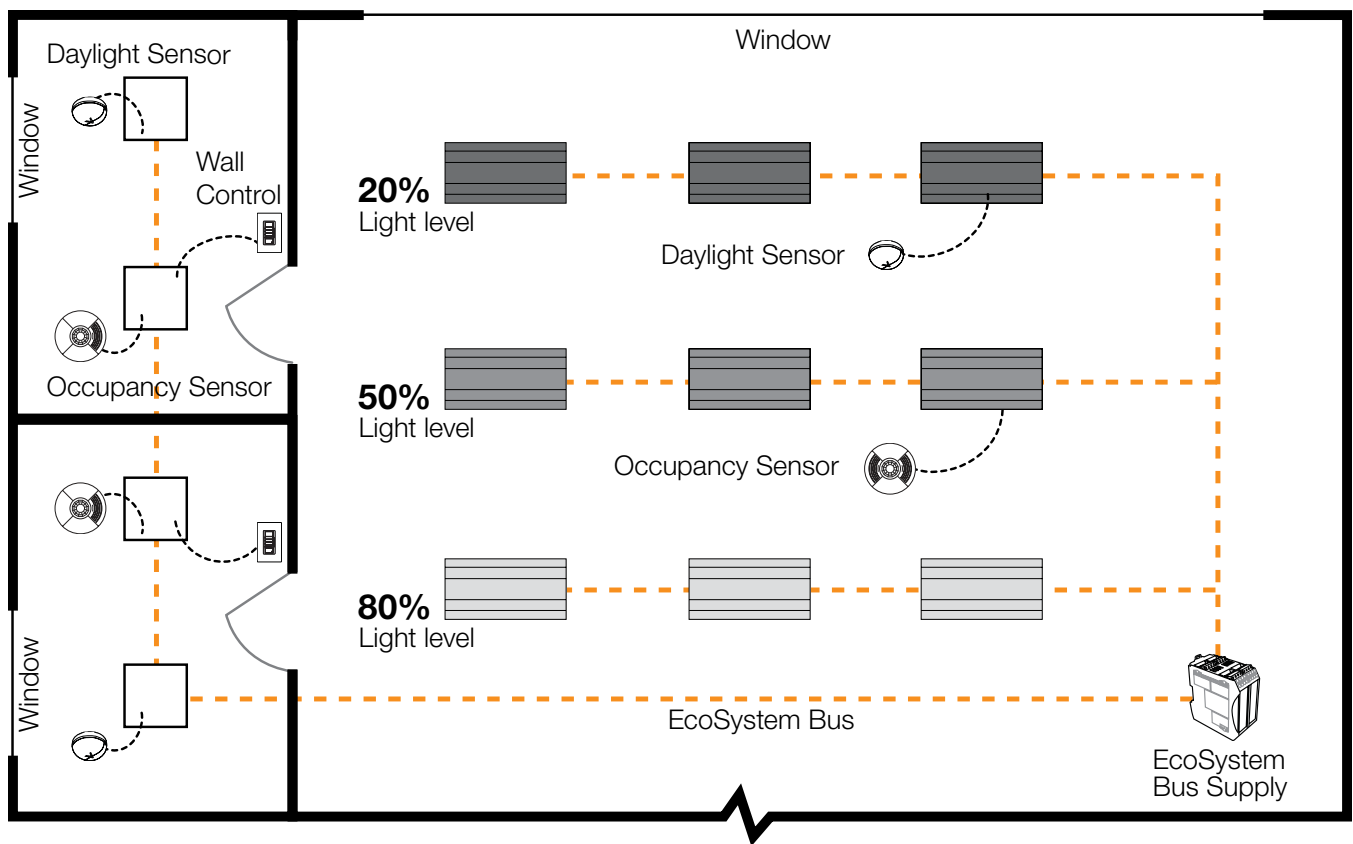 Window
Daylight Sensor
Window
Wall
Control
20%
Light level
Daylight Sensor
Occupancy Sensor
50%
Light level
Occupancy Sensor
80%
Light level
Window
EcoSystem Bus
EcoSystem
Bus Supply